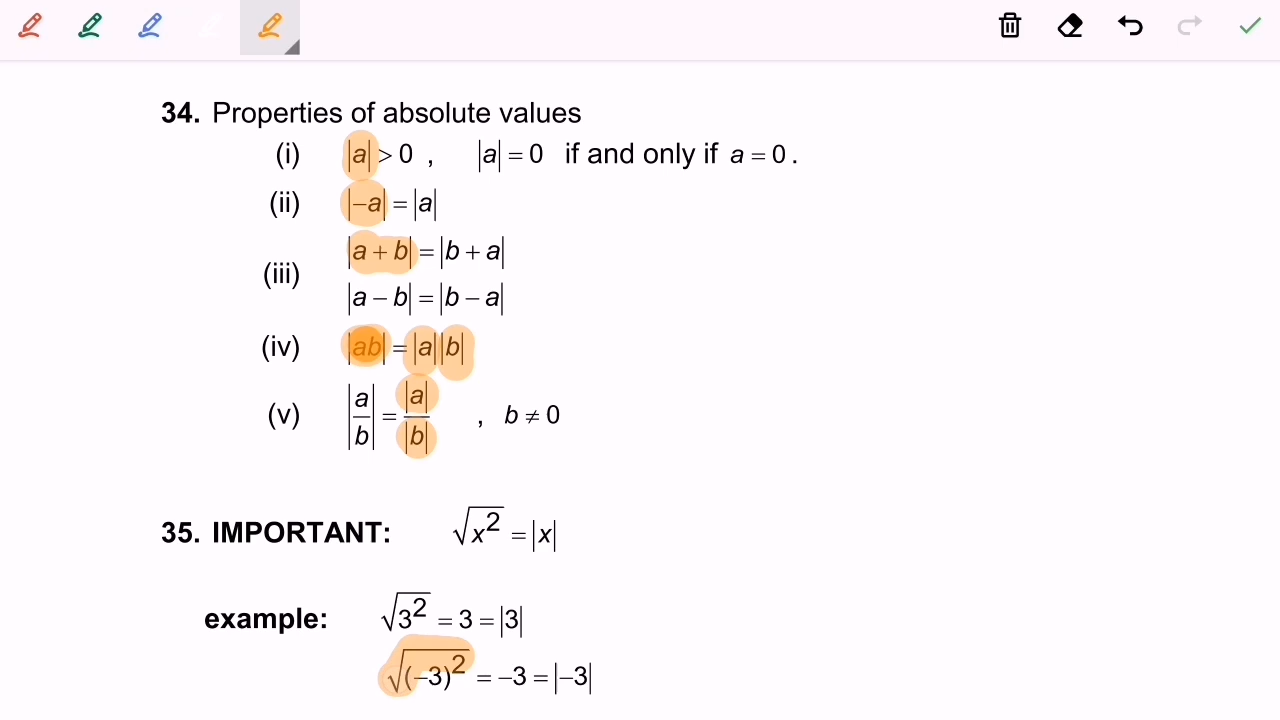 34. Properties of absolute values
(i) |a| > 0 , |a| = 0 if and only if a = 0 .
(ii) |−a| = |a|
(iii) |a + b| = |b + a|
|a − b| = |b − a|
(iv) |ab| = |a||b|
(v) |a/b| = |a|/|b| , b ≠ 0
35. IMPORTANT: √x² = |x|
example: √3² = 3 = |3|
√(−3)² = −3 = |−3|